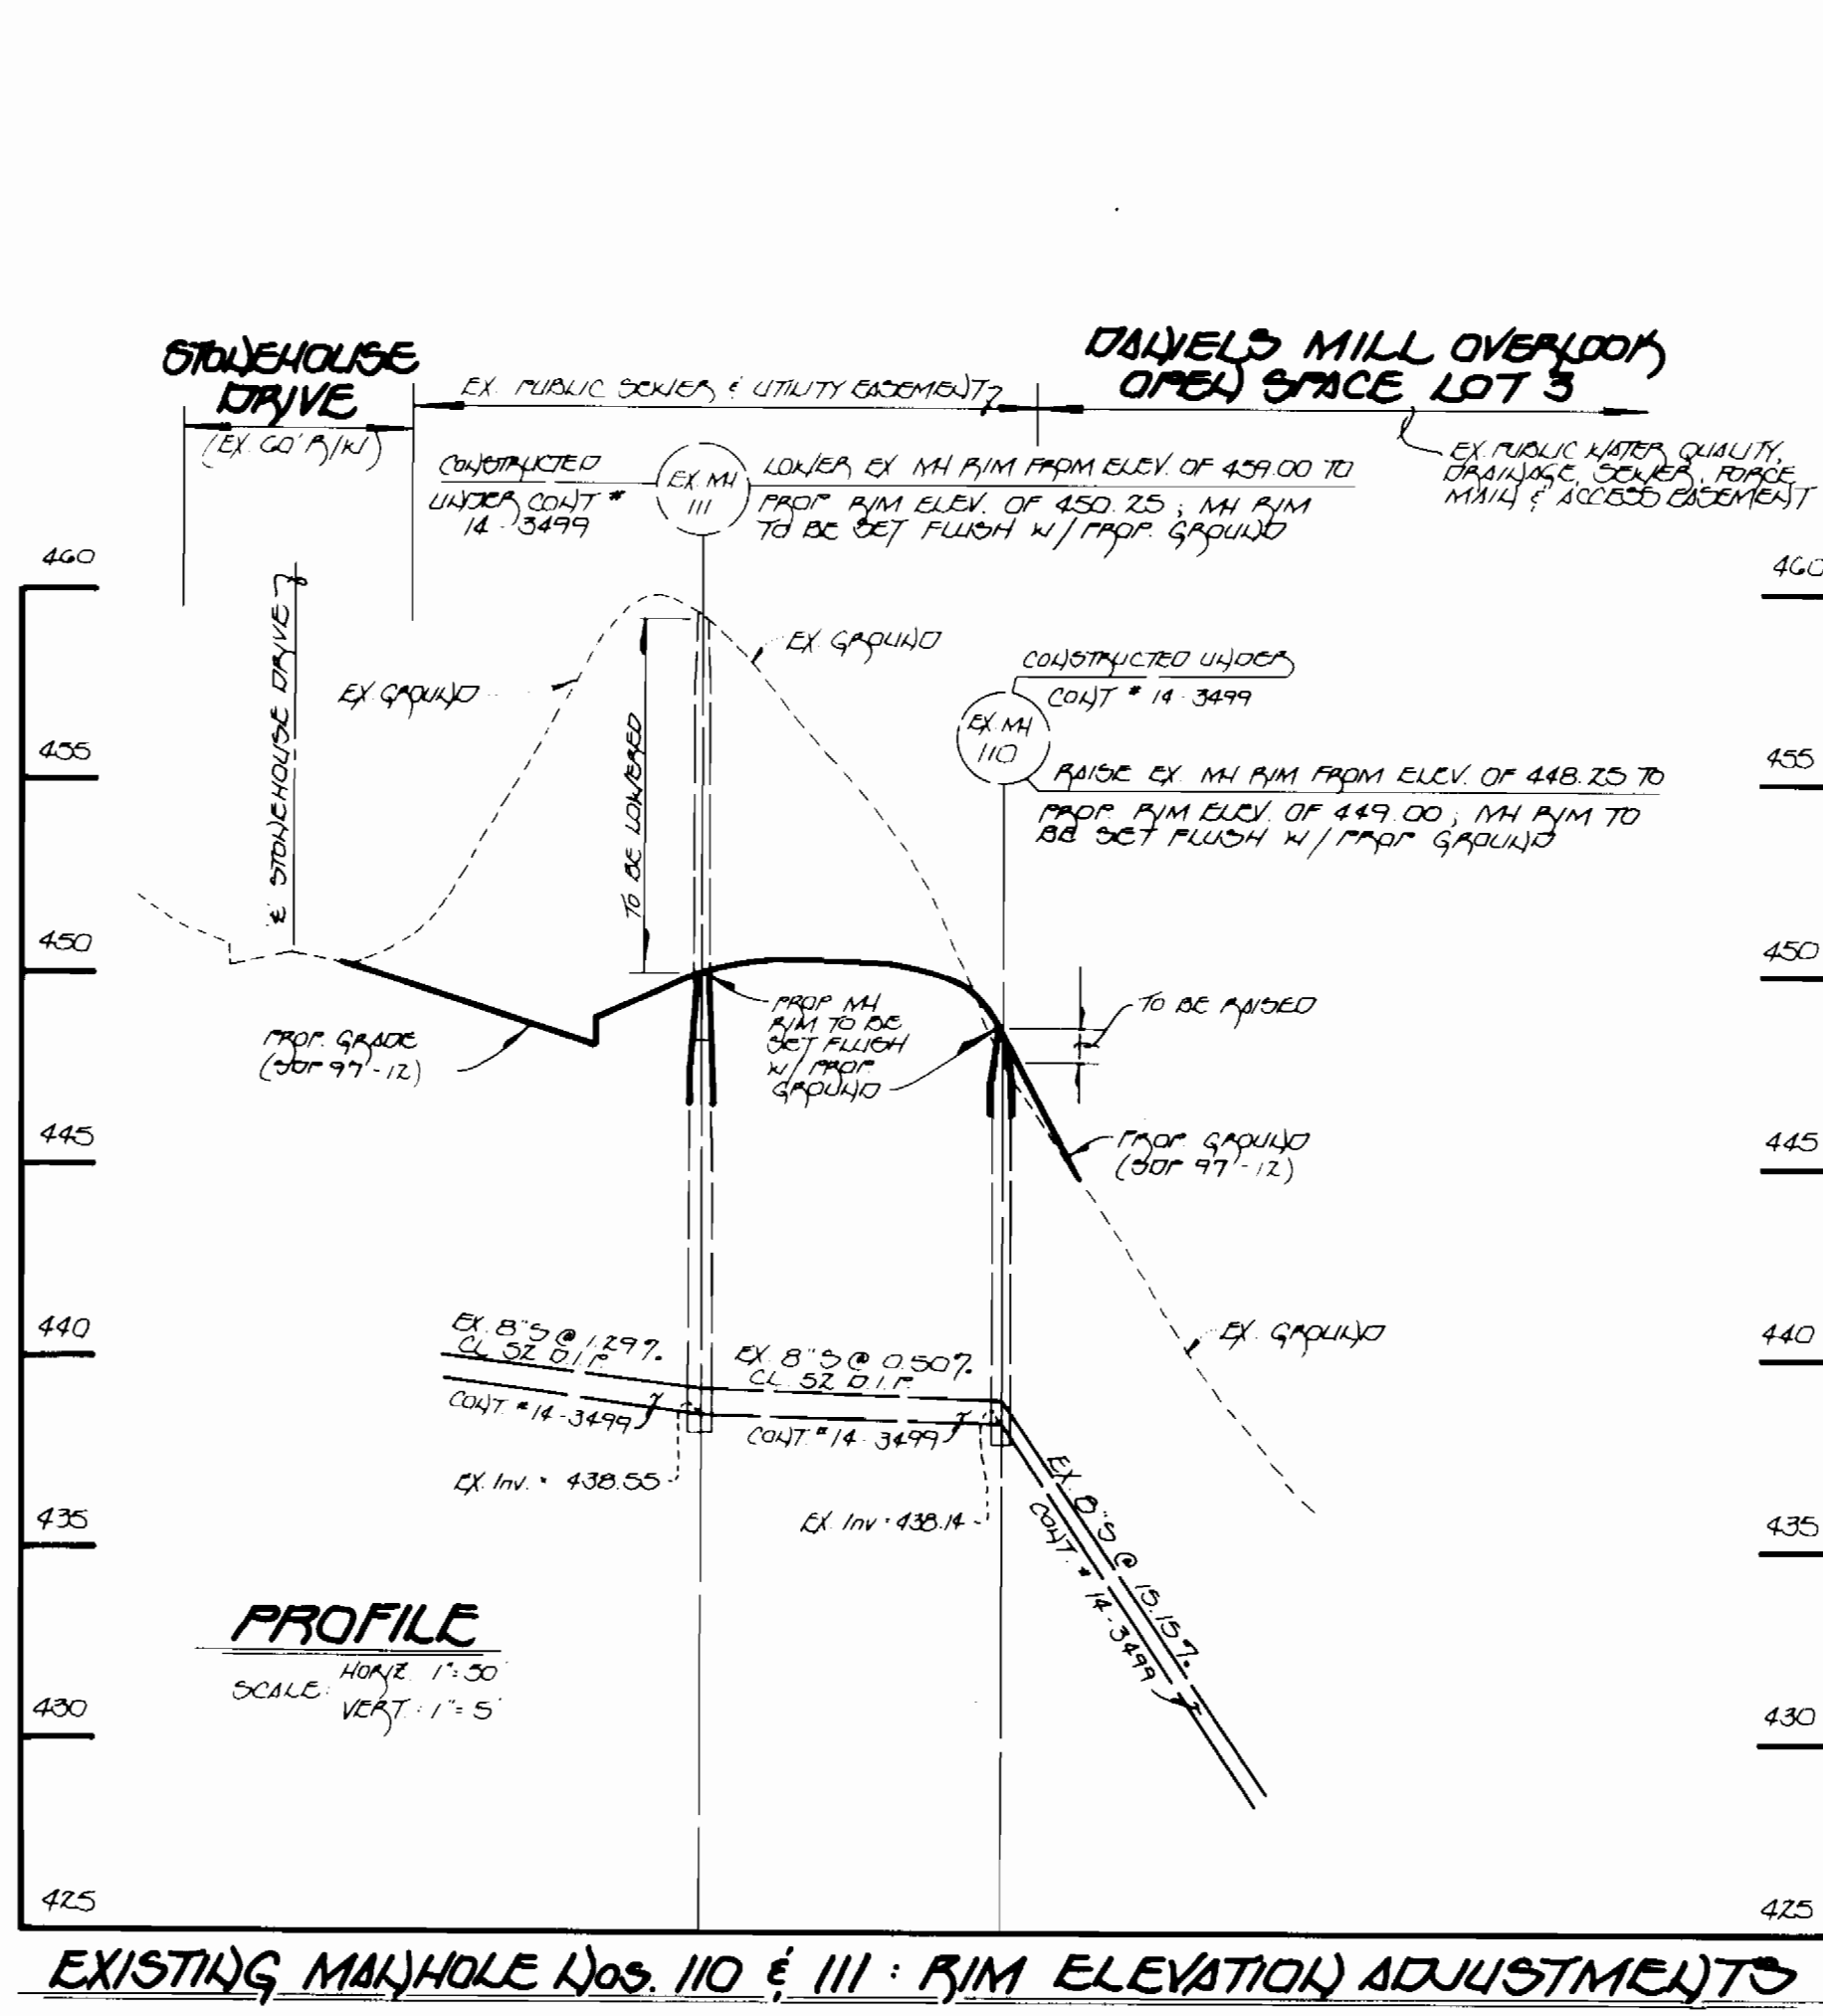 STONEHOUSE
DRIVE
(EX. 60' R/W)
EX. PUBLIC SEWER & UTILITY EASEMENT
DANIELS MILL OVERLOOK
OPEN SPACE LOT 3
EX. PUBLIC WATER QUALITY,
DRAINAGE, SEWER, FORCE
MAIN & ACCESS EASEMENT
CONSTRUCTED
UNDER CONT #
14-3499
EX. MH
111
LOWER EX MH RIM FROM ELEV. OF 459.00 TO
PROP RIM ELEV. OF 450.25; MH RIM
TO BE SET FLUSH W/ PROP. GROUND
460
455
450
445
440
435
430
425
460
455
450
445
440
435
430
425
℄ STONEHOUSE DRIVE
EX. GROUND
TO BE LOWERED
EX. GROUND
CONSTRUCTED UNDER
CONT # 14-3499
EX. MH
110
RAISE EX. MH RIM FROM ELEV. OF 448.25 TO
PROP. RIM ELEV. OF 449.00; MH RIM TO
BE SET FLUSH W/ PROP GROUND
PROP. GRADE
(SDP 97-12)
PROP MH
RIM TO BE
SET FLUSH
W/ PROP.
GROUND
TO BE RAISED
PROP. GROUND
(SDP 97-12)
EX. GROUND
EX. 8"S @ 1.29%
CL 52 D.I.P.
CONT. #14-3499
EX. 8"S @ 0.50%
CL. 52 D.I.P.
CONT. #14-3499
EX. Inv. = 438.55
EX. Inv = 438.14
EX. 8"S @ 15.15%
CONT. # 14-3499
PROFILE
SCALE: HORIZ. 1"=50'
VERT.: 1"=5'
EXISTING MANHOLE Nos. 110 & 111 : RIM ELEVATION ADJUSTMENTS